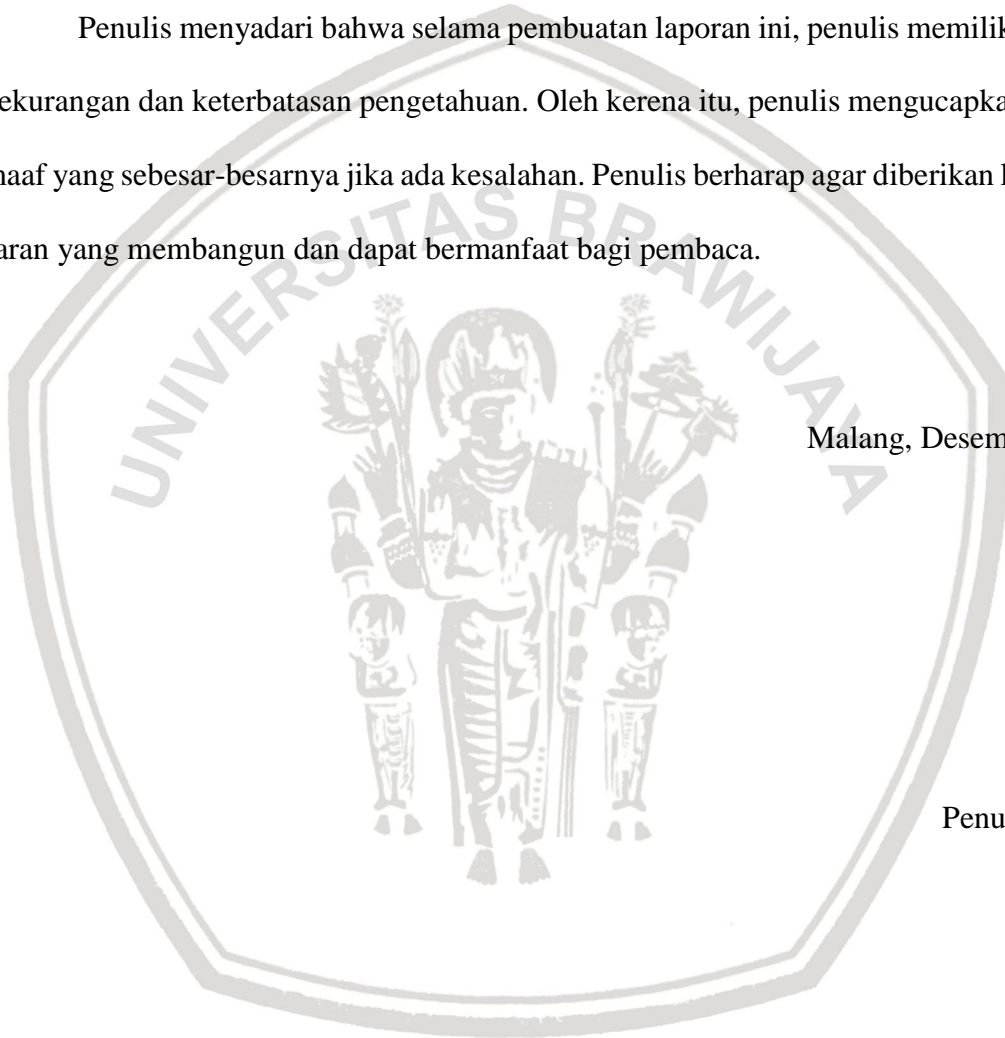 Penulis menyadari bahwa selama pembuatan laporan ini, penulis memilik
ekurangan dan keterbatasan pengetahuan. Oleh kerena itu, penulis mengucapka
naaf yang sebesar-besarnya jika ada kesalahan. Penulis berharap agar diberikan
aran yang membangun dan dapat bermanfaat bagi pembaca.
UNIVERSITAS BRAWIJAYA
Malang, Desem
Penu